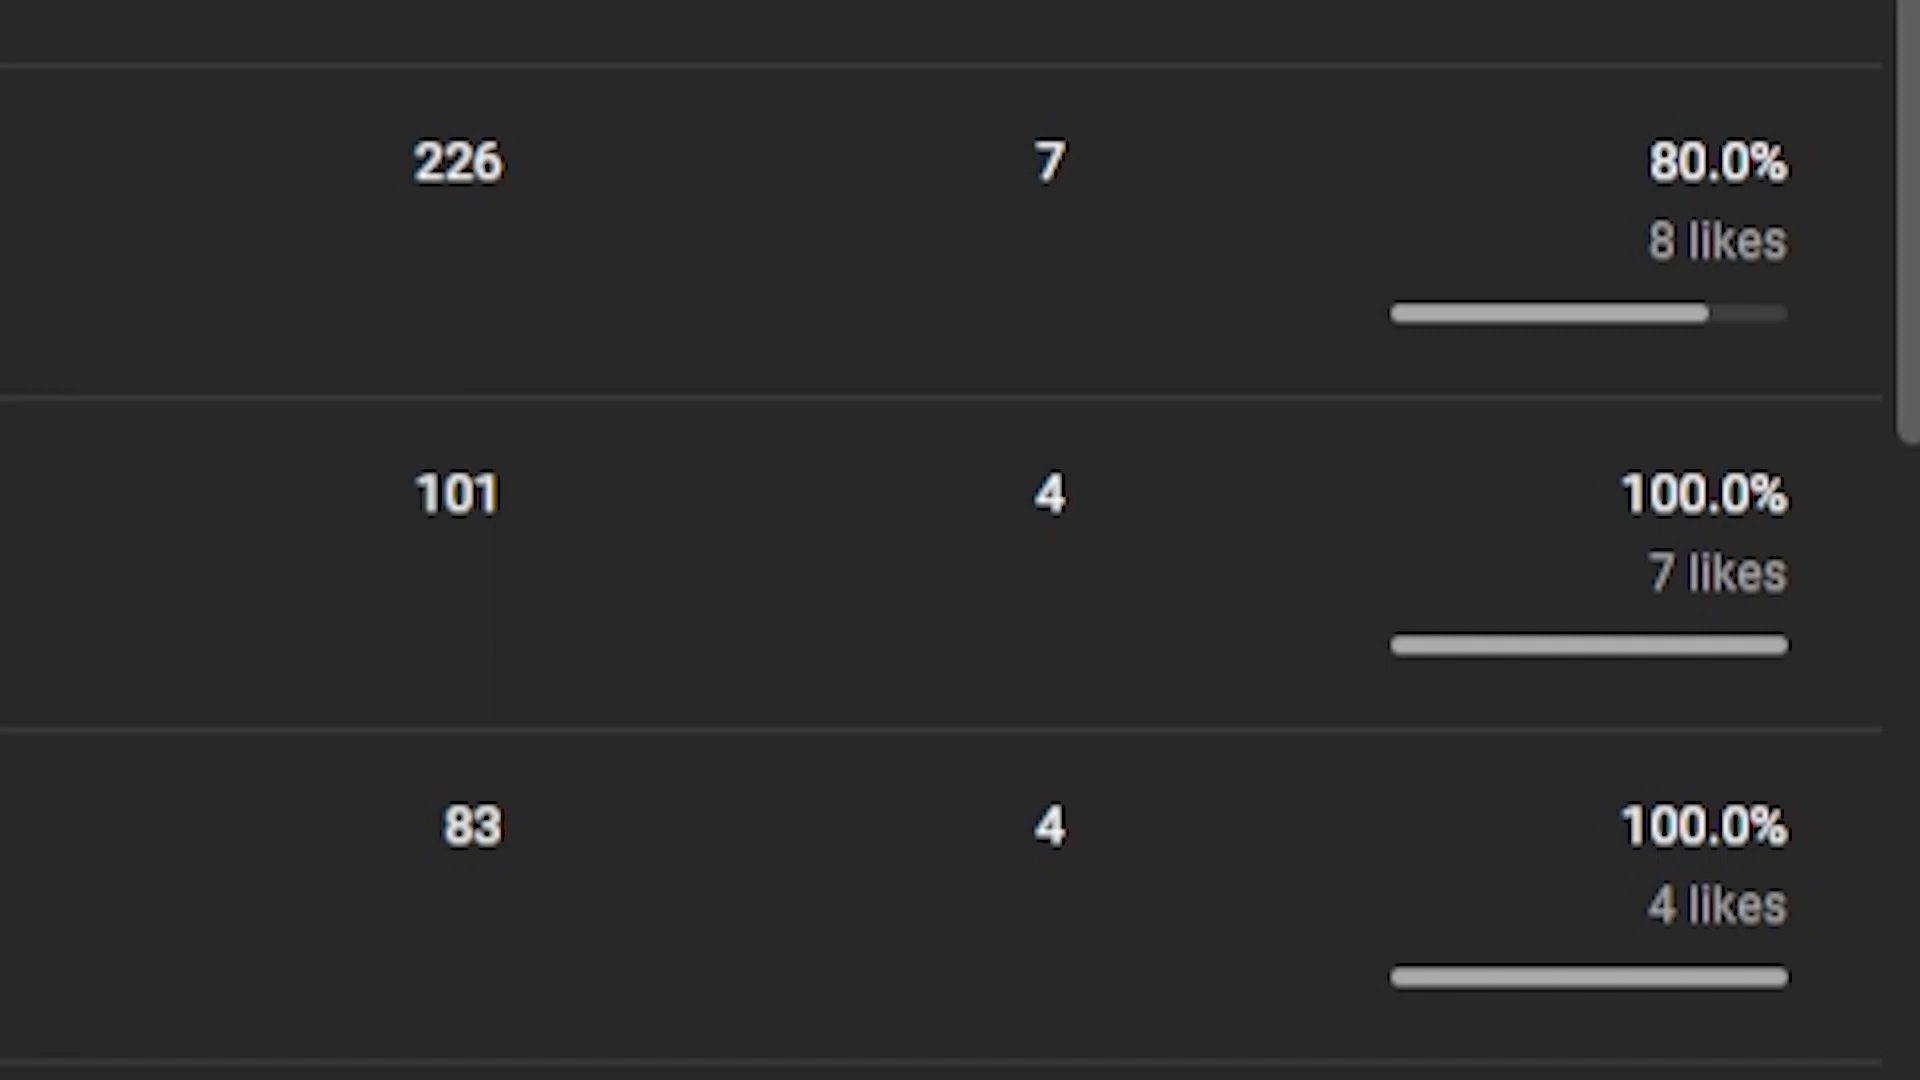 226 7 80.0%
8 likes
101 4 100.0%
7 likes
83 4 100.0%
4 likes